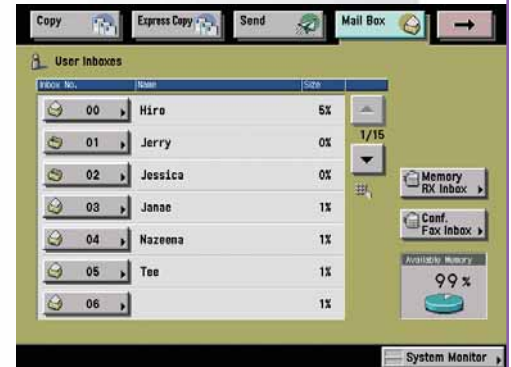 Copy Express Copy Send Mail Box
User Inboxes
Inbox No. Name Size
00 Hiro 5%
01 Jerry 0%
1/15
02 Jessica 0%
03 Janae 1%
04 Nazeena 1%
05 Tee 1%
06 1%
Memory
RX Inbox
Conf.
Fax Inbox
Available Memory
99 %
System Monitor